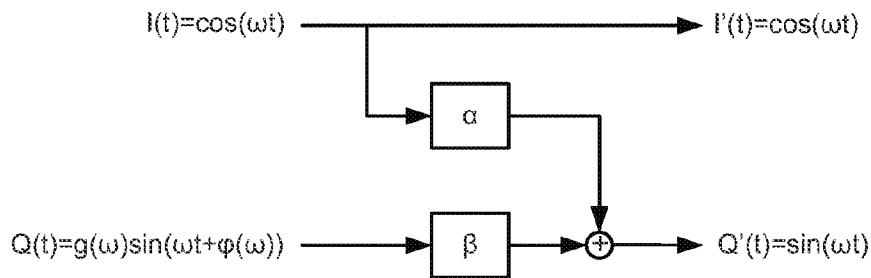 I(t)=cos(ωt)
I'(t)=cos(ωt)
α
Q(t)=g(ω)sin(ωt+φ(ω))
β
+
Q'(t)=sin(ωt)